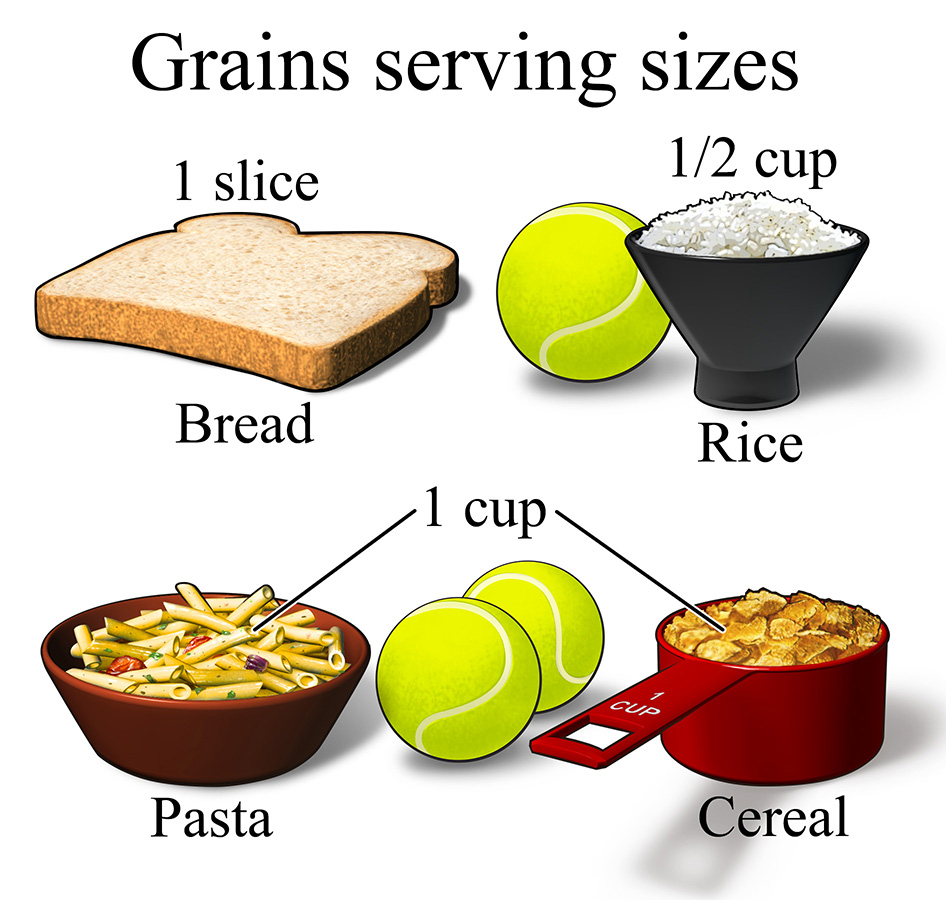 Grains serving sizes
1 slice
1/2 cup
Bread
Rice
1 cup
1
CUP
Pasta
Cereal